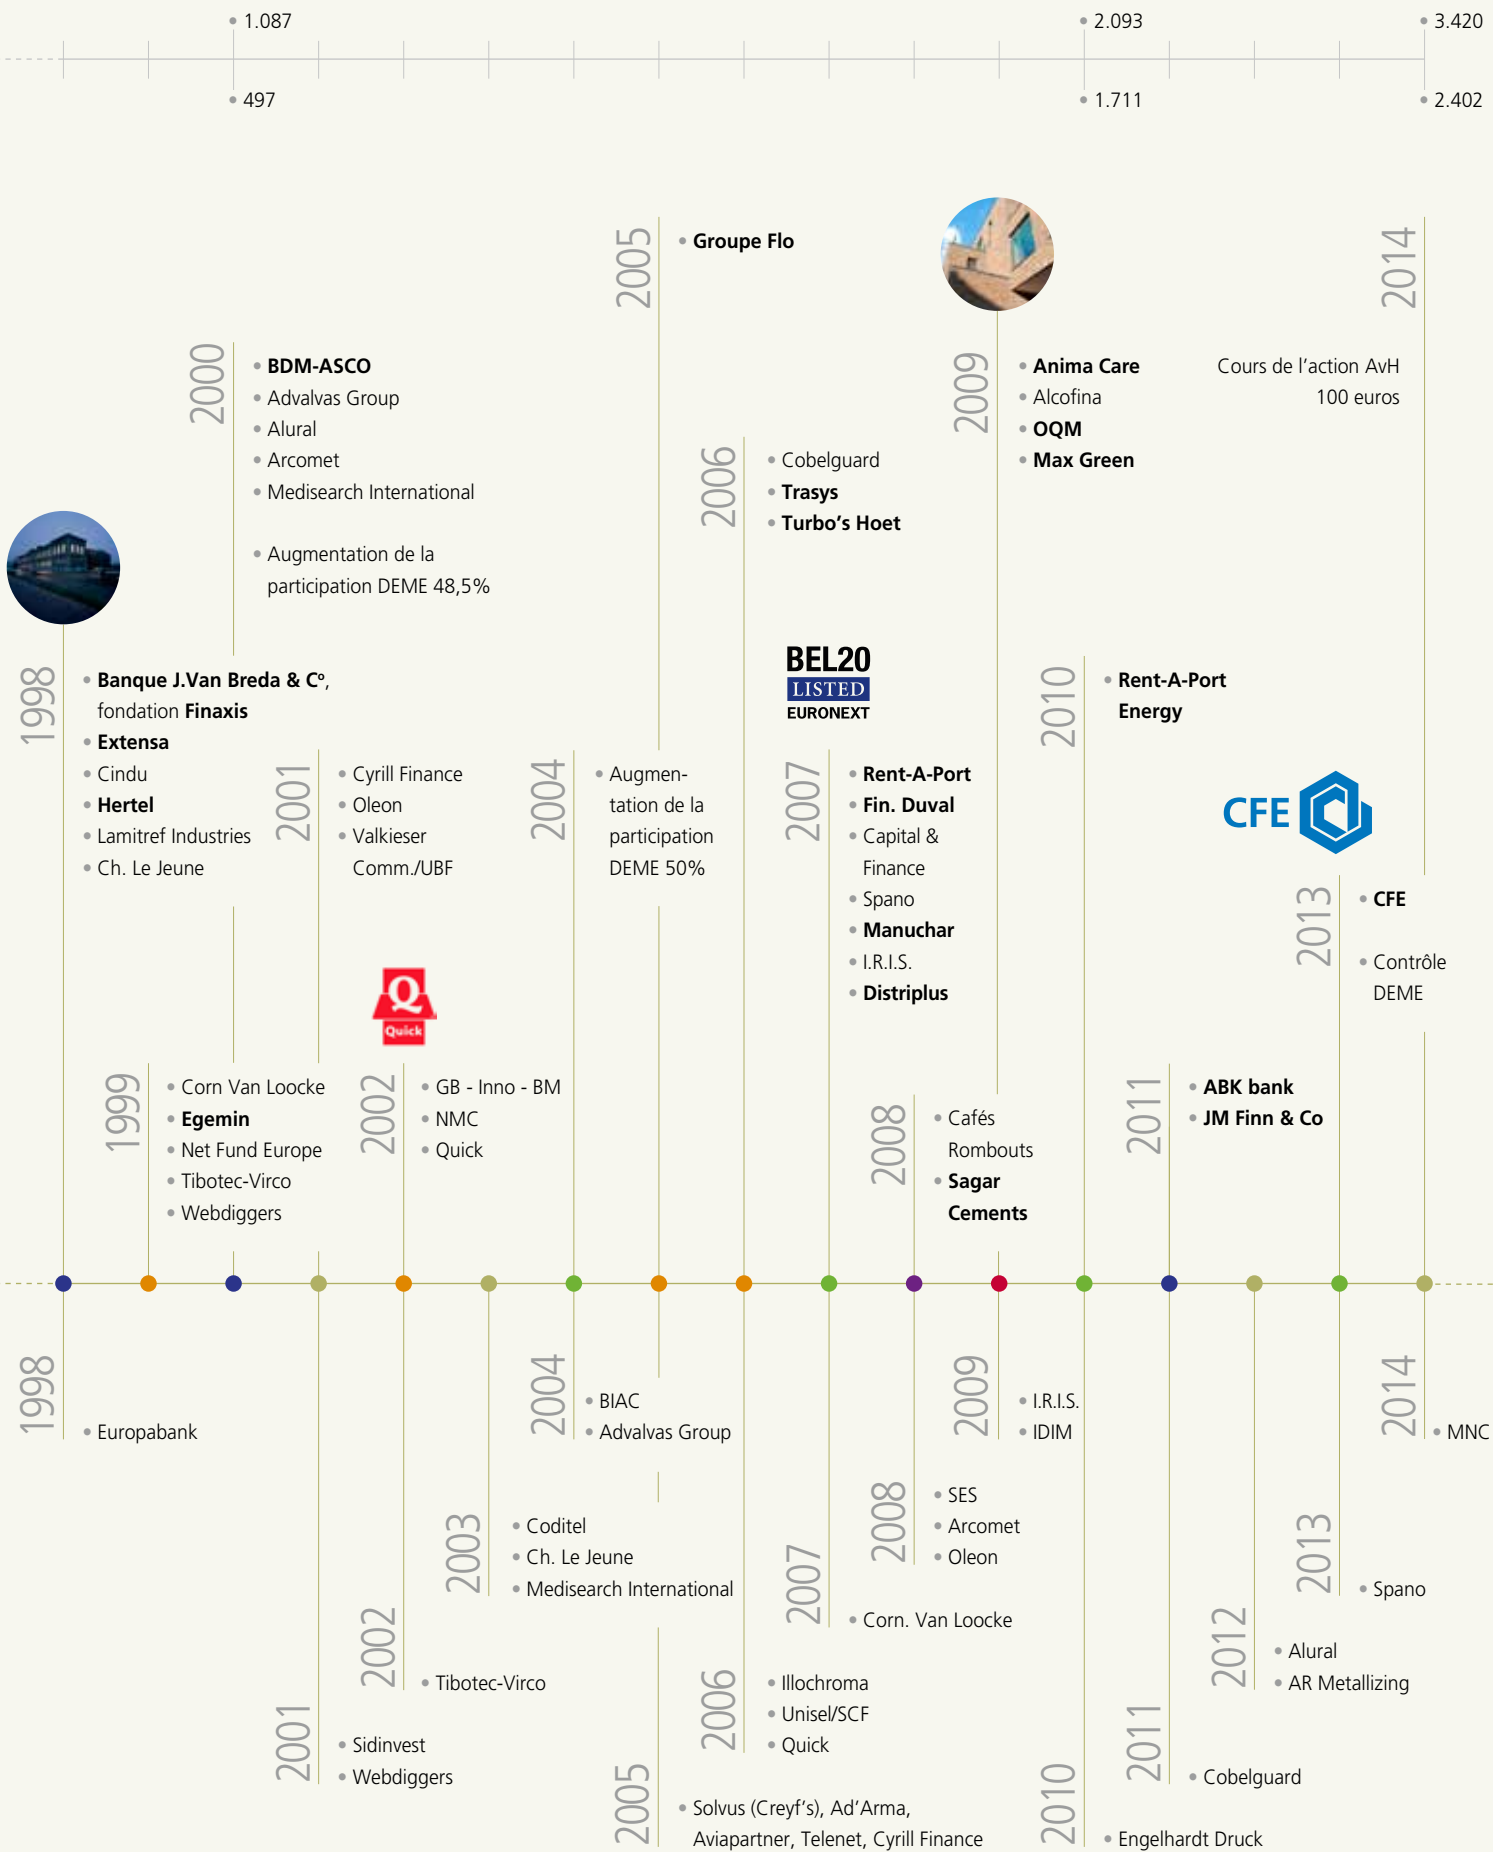 1.087
2.093
3.420
497
1.711
2.402
2005
• Groupe Flo
2014
Cours de l'action AvH
100 euros
2000
• BDM-ASCO
• Advalvas Group
• Alural
• Arcomet
• Medisearch International
• Augmentation de la
participation DEME 48,5%
2009
• Anima Care
• Alcofina
• OQM
• Max Green
2006
• Cobelguard
• Trasys
• Turbo's Hoet
1998
• Banque J.Van Breda & Cº,
fondation Finaxis
• Extensa
• Cindu
• Hertel
• Lamitref Industries
• Ch. Le Jeune
BEL20
LISTED
EURONEXT
2010
• Rent-A-Port
Energy
2001
• Cyrill Finance
• Oleon
• Valkieser
Comm./UBF
2004
• Augmen-
tation de la
participation
DEME 50%
2007
• Rent-A-Port
• Fin. Duval
• Capital &
Finance
• Spano
• Manuchar
• I.R.I.S.
• Distriplus
CFE
2013
• CFE
• Contrôle
DEME
Q
Quick
1999
• Corn Van Loocke
• Egemin
• Net Fund Europe
• Tibotec-Virco
• Webdiggers
2002
• GB - Inno - BM
• NMC
• Quick
2008
• Cafés
Rombouts
• Sagar
Cements
2011
• ABK bank
• JM Finn & Co
1998
• Europabank
2004
• BIAC
• Advalvas Group
2009
• I.R.I.S.
• IDIM
2014
• MNC
2003
• Coditel
• Ch. Le Jeune
• Medisearch International
2008
• SES
• Arcomet
• Oleon
2007
• Corn. Van Loocke
2013
• Spano
2002
• Tibotec-Virco
2006
• Illochroma
• Unisel/SCF
• Quick
2012
• Alural
• AR Metallizing
2001
• Sidinvest
• Webdiggers
2011
• Cobelguard
2005
• Solvus (Creyf's), Ad'Arma,
Aviapartner, Telenet, Cyrill Finance
2010
• Engelhardt Druck